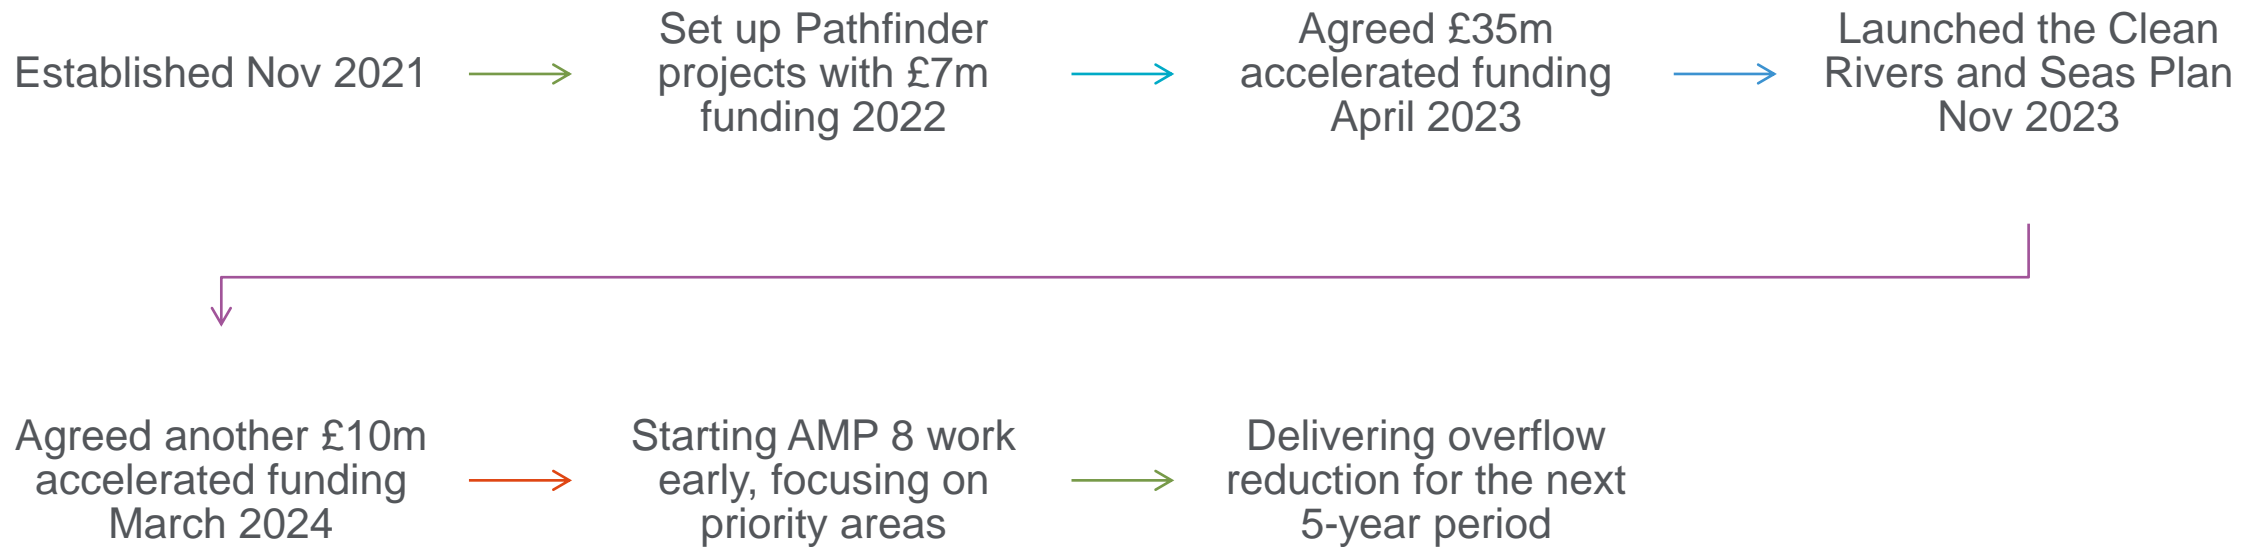 Established Nov 2021
Set up Pathfinder
projects with £7m
funding 2022
Agreed £35m
accelerated funding
April 2023
Launched the Clean
Rivers and Seas Plan
Nov 2023
Agreed another £10m
accelerated funding
March 2024
Starting AMP 8 work
early, focusing on
priority areas
Delivering overflow
reduction for the next
5-year period